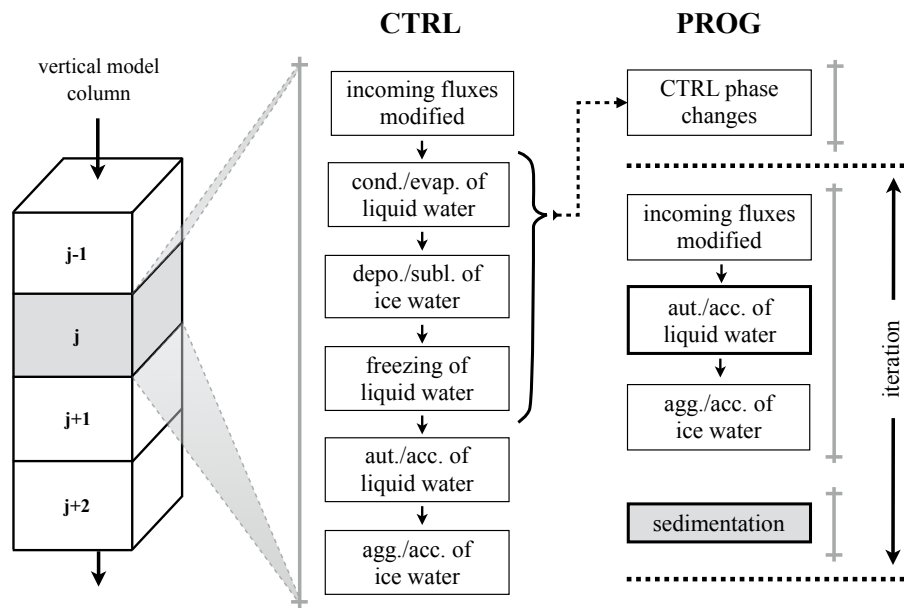 CTRL
PROG
vertical model
column
j-1
j
j+1
j+2
incoming fluxes
modified
cond./evap. of
liquid water
depo./subl. of
ice water
freezing of
liquid water
aut./acc. of
liquid water
agg./acc. of
ice water
CTRL phase
changes
incoming fluxes
modified
aut./acc. of
liquid water
agg./acc. of
ice water
sedimentation
iteration